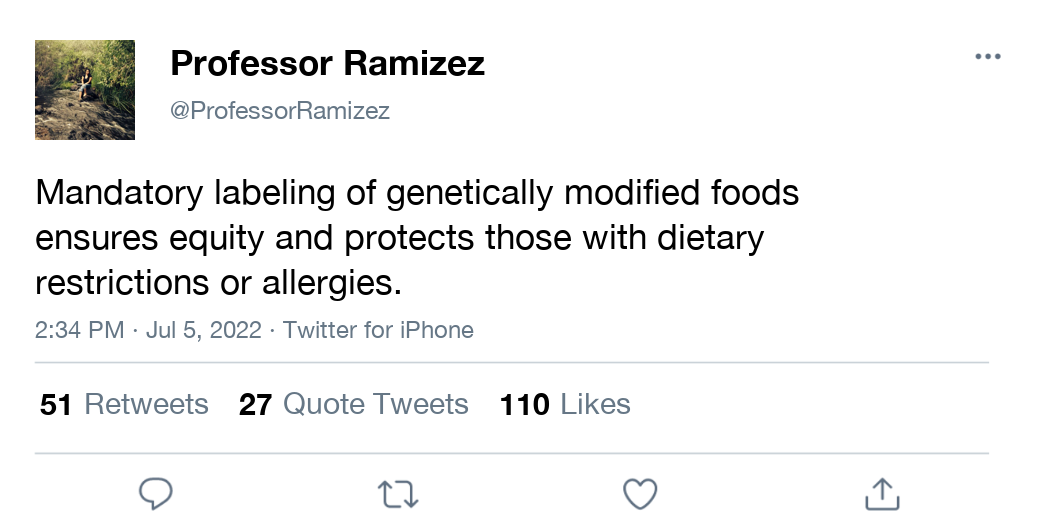 Professor Ramizez
@ProfessorRamizez
Mandatory labeling of genetically modified foods
ensures equity and protects those with dietary
restrictions or allergies.
2:34 PM · Jul 5, 2022 · Twitter for iPhone
51 Retweets 27 Quote Tweets 110 Likes